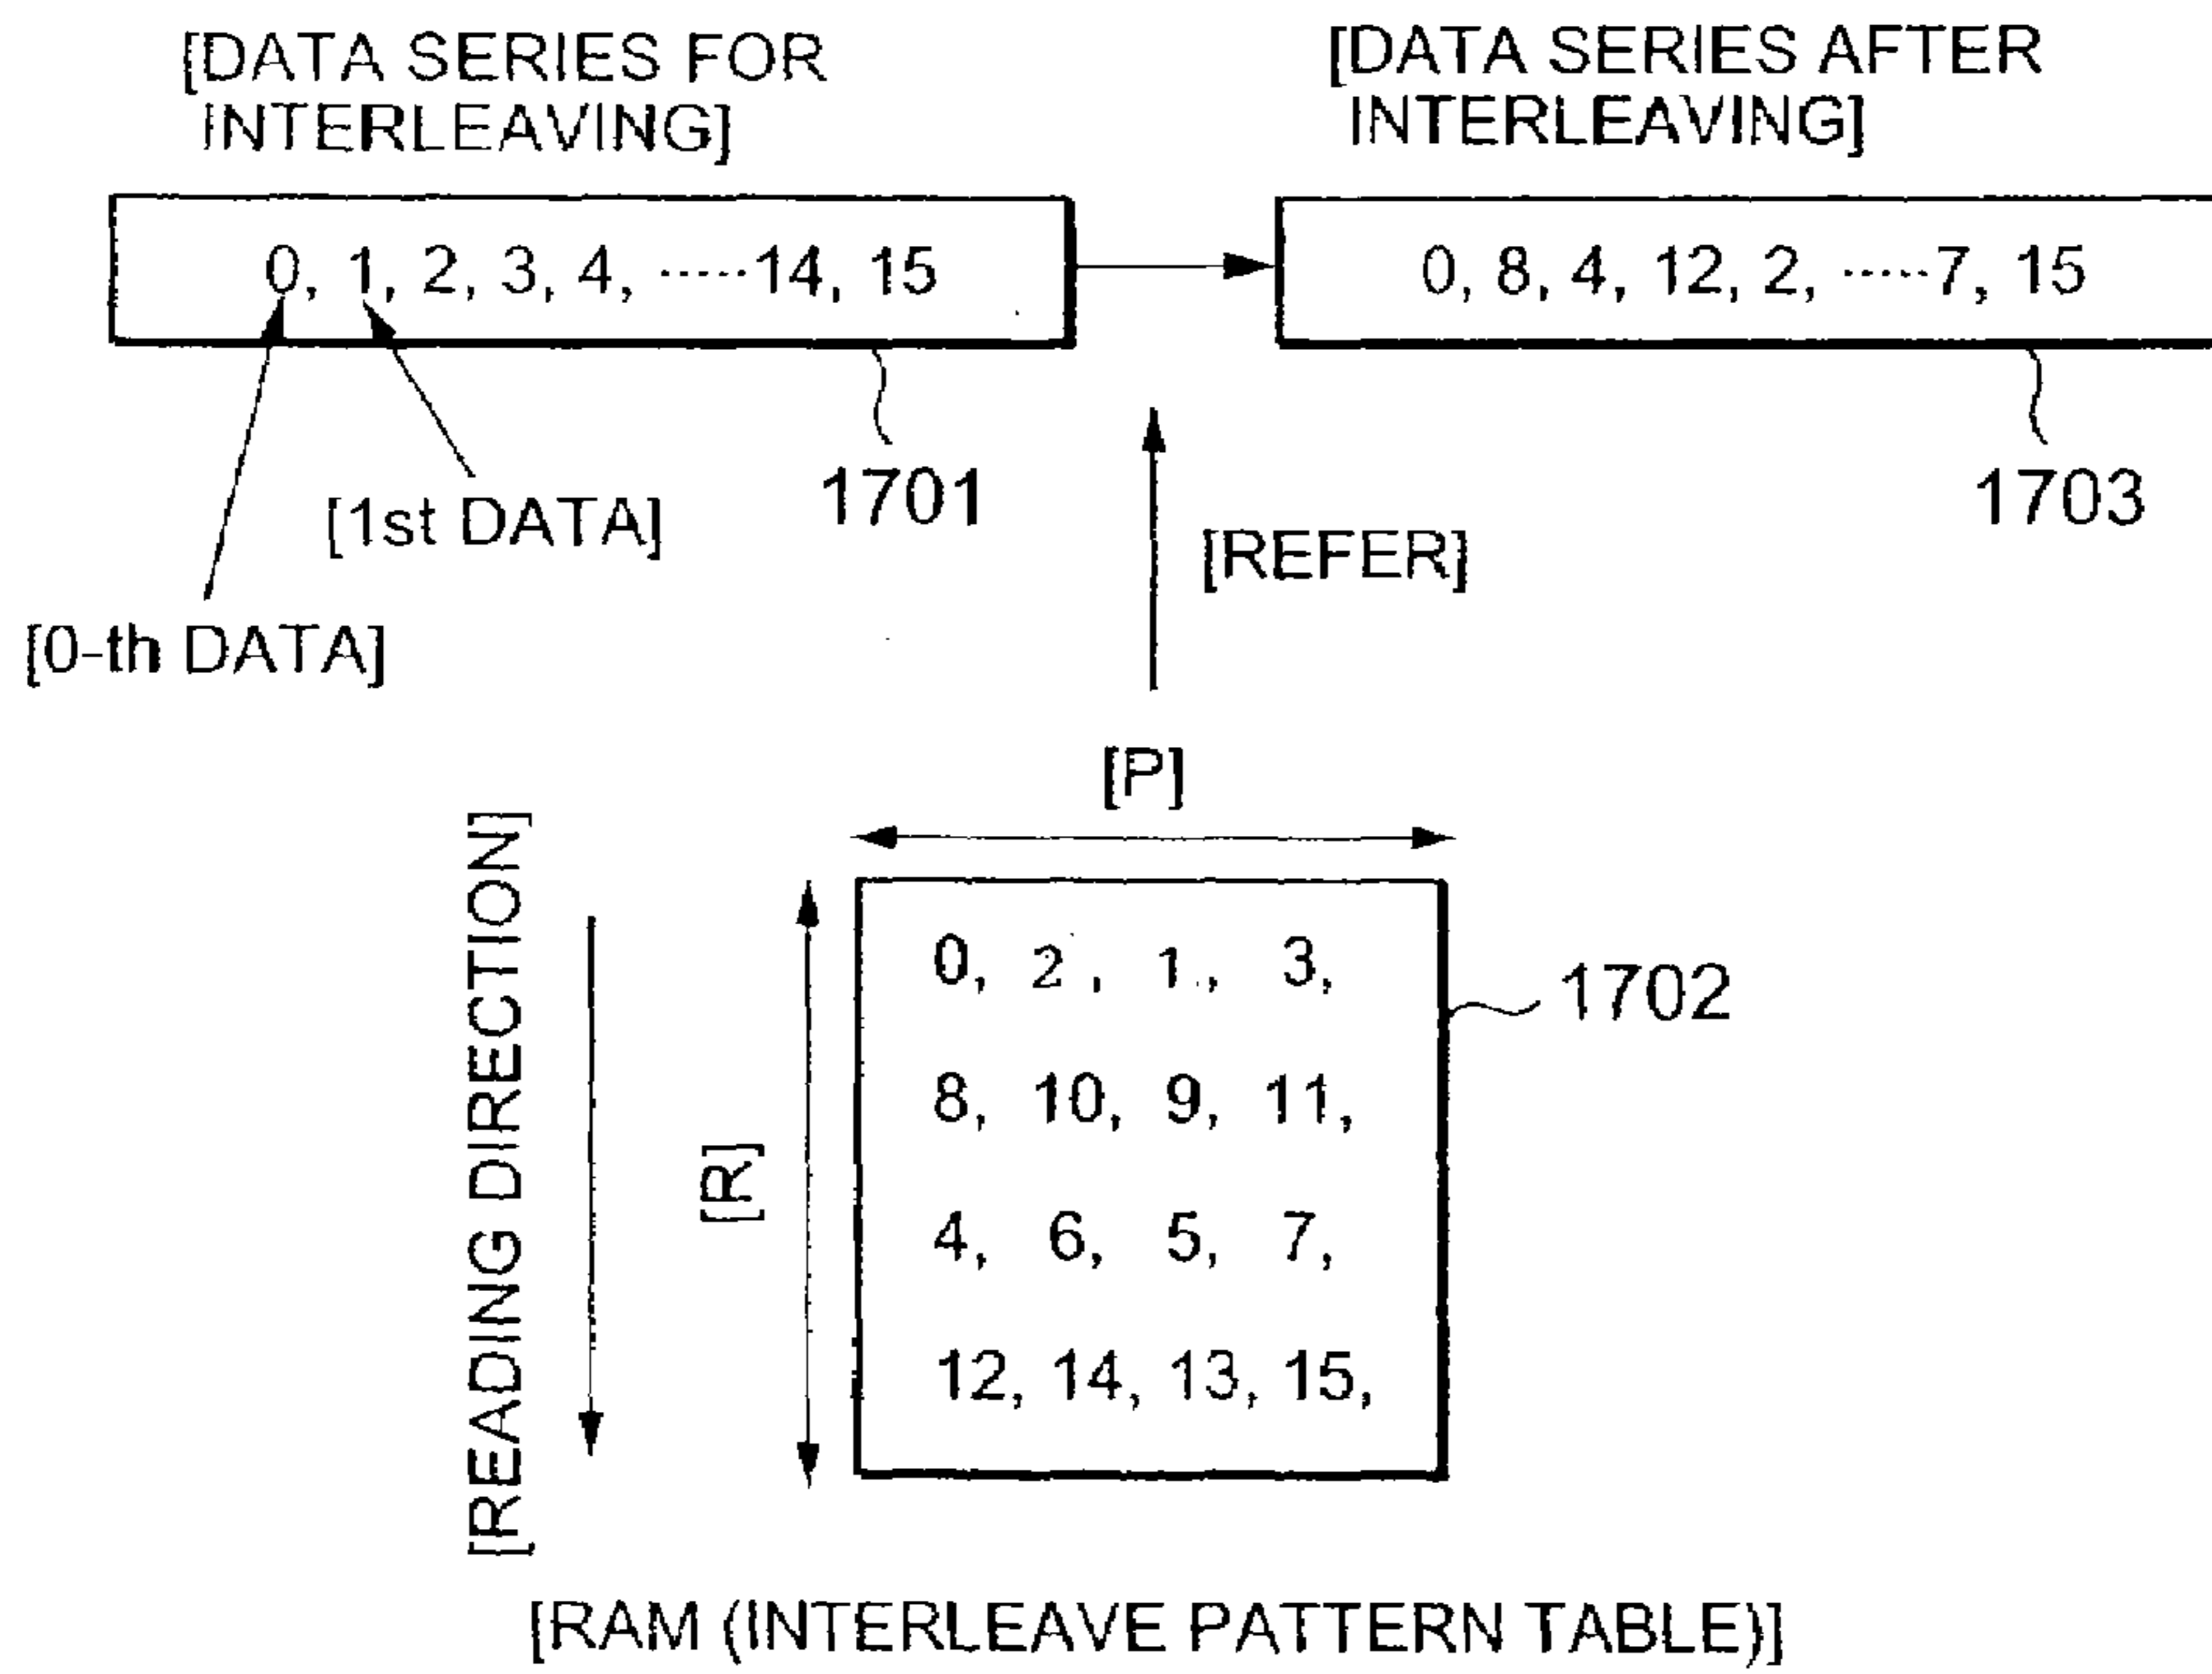 [DATA SERIES FOR
INTERLEAVING]
[DATA SERIES AFTER
INTERLEAVING]
0, 1, 2, 3, 4, ·····14, 15
0, 8, 4, 12, 2, ·····7, 15
1701
1703
[1st DATA]
[REFER]
[0-th DATA]
[P]
[READING DIRECTION]
[R]
0, 2, 1, 3,
1702
8, 10, 9, 11,
4, 6, 5, 7,
12, 14, 13, 15,
[RAM (INTERLEAVE PATTERN TABLE)]